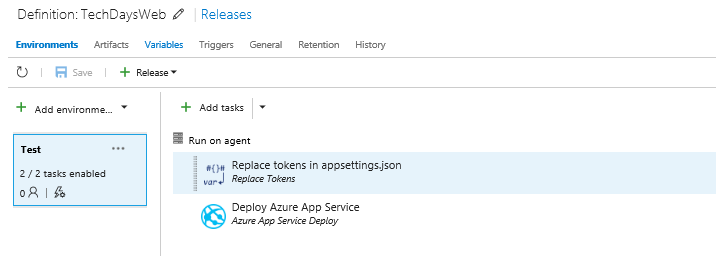 Definition: TechDaysWeb | Releases
Environments Artifacts Variables Triggers General Retention History
Save | + Release
+ Add environme... + Add tasks
Run on agent
Test ...
2 / 2 tasks enabled
0
#{}# Replace tokens in appsettings.json
var Replace Tokens
Deploy Azure App Service
Azure App Service Deploy